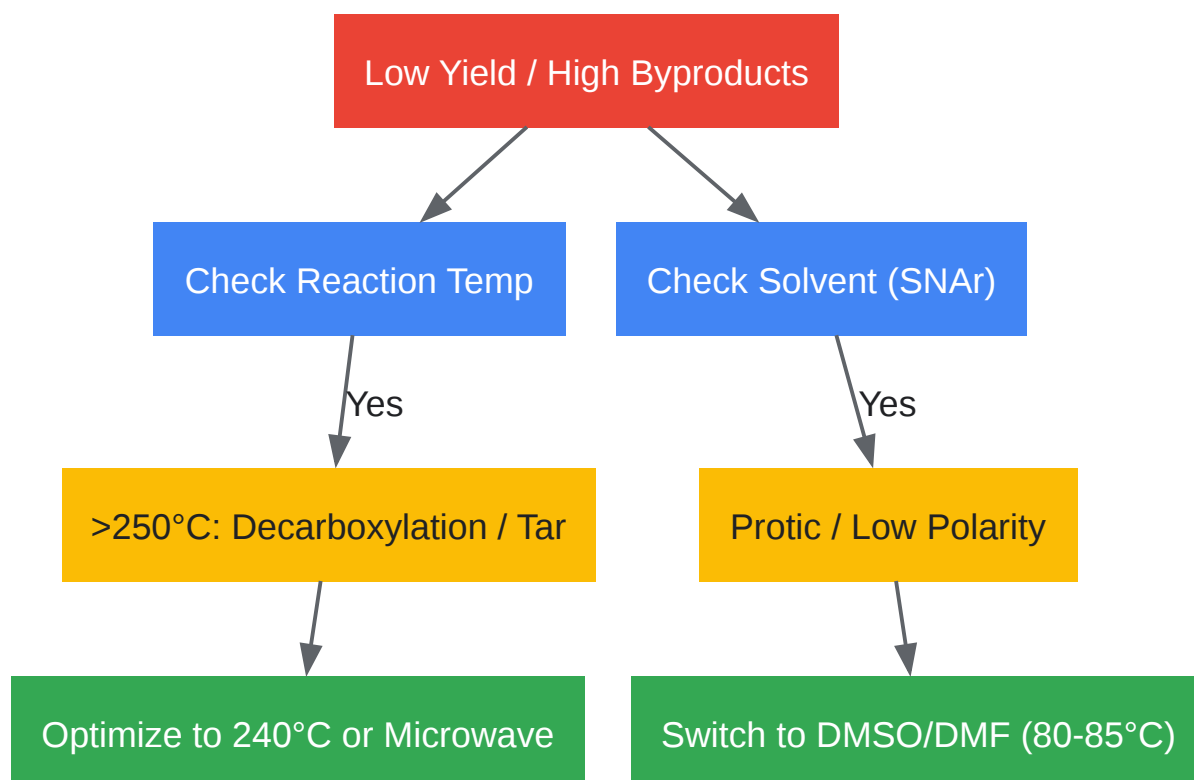 Low Yield / High Byproducts
Check Reaction Temp
Check Solvent (SNAr)
Yes
Yes
>250°C: Decarboxylation / Tar
Protic / Low Polarity
Optimize to 240°C or Microwave
Switch to DMSO/DMF (80-85°C)